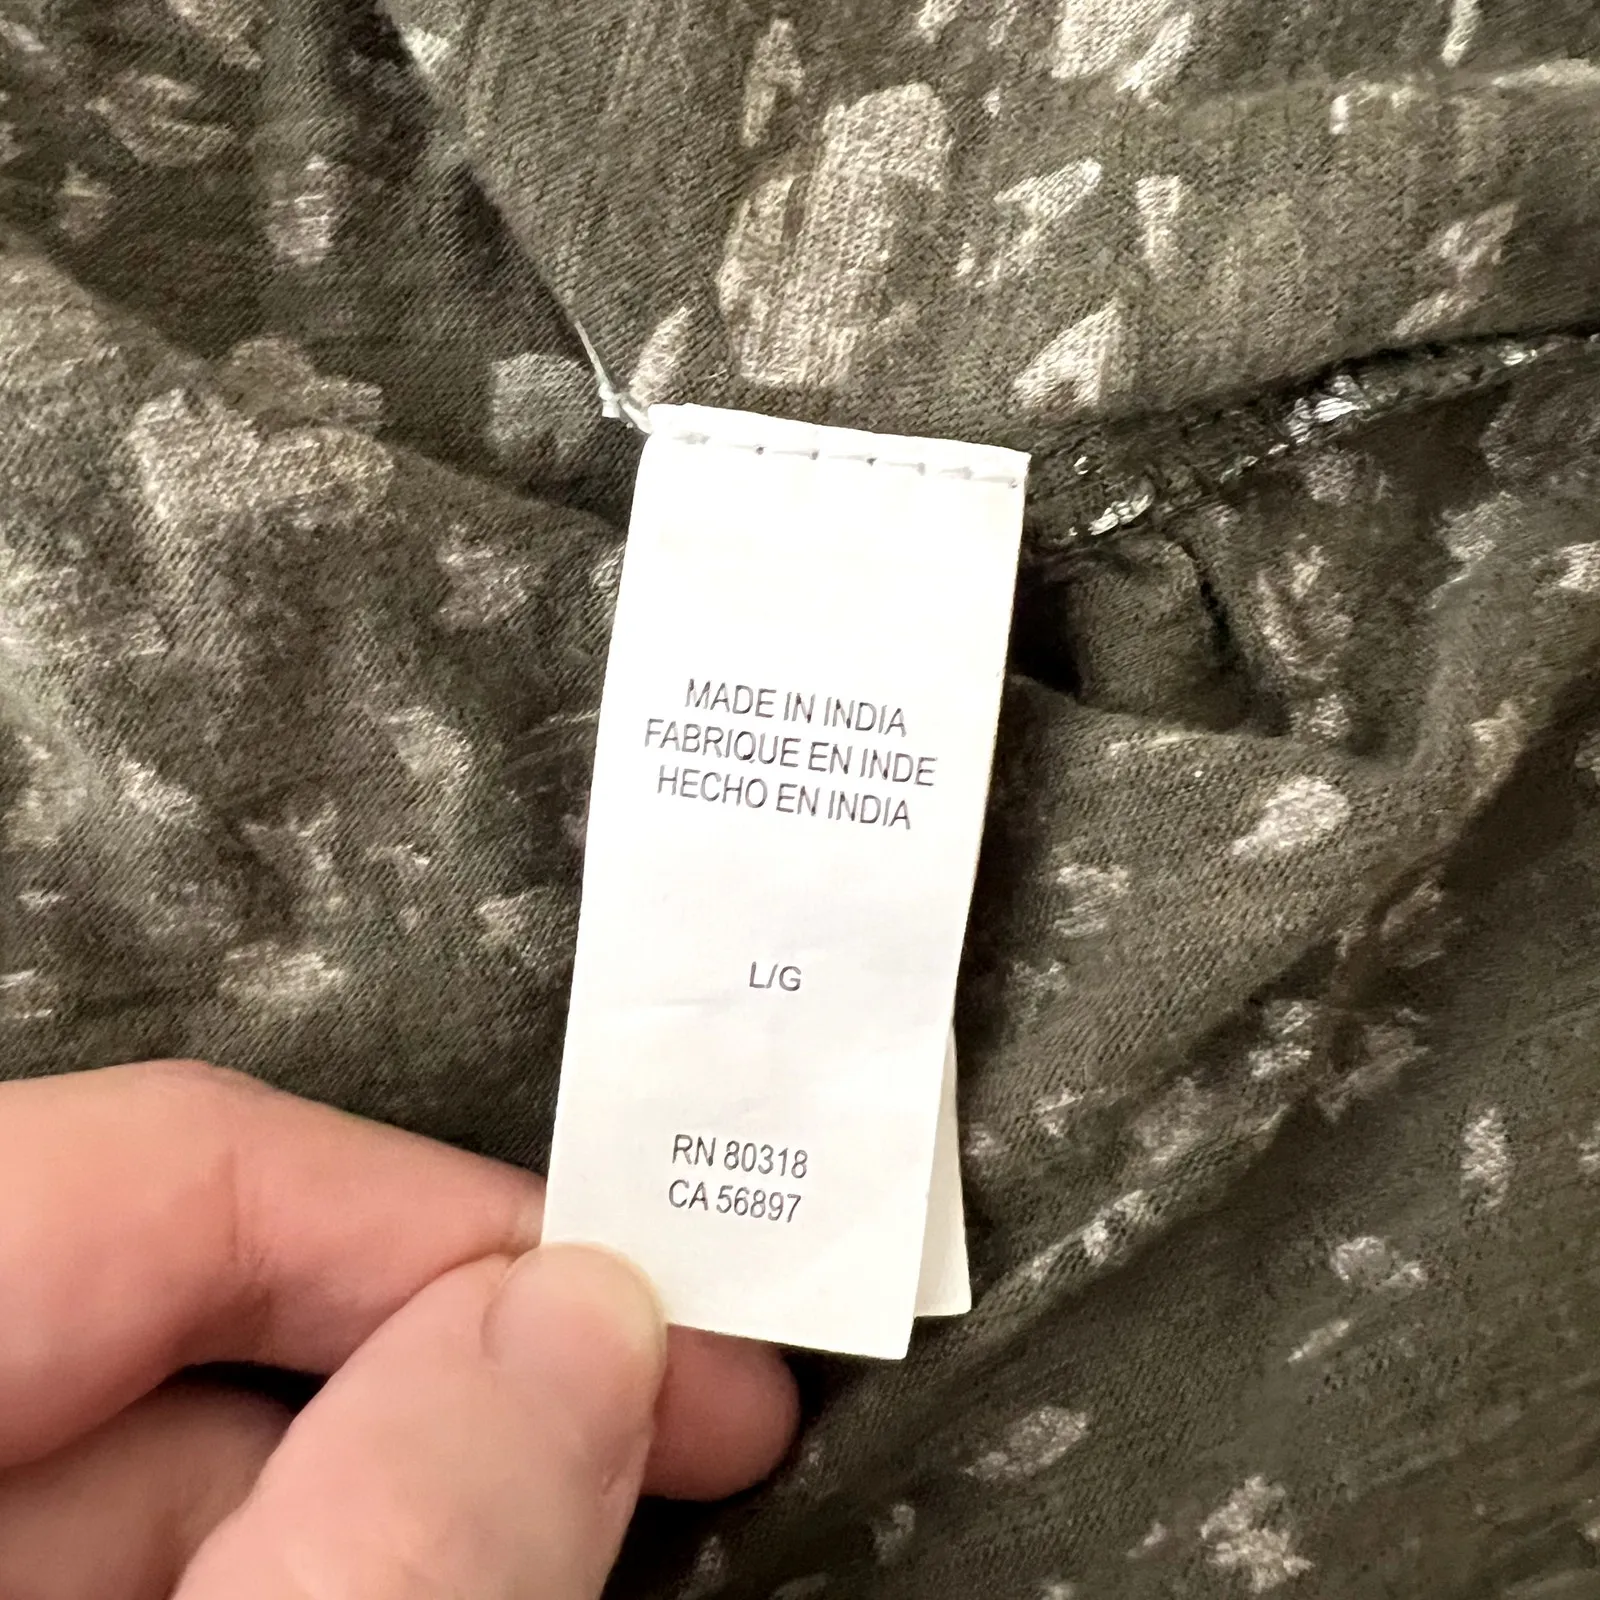 MADE IN INDIA
FABRIQUE EN INDE
HECHO EN INDIA
L/G
RN 80318
CA 56897